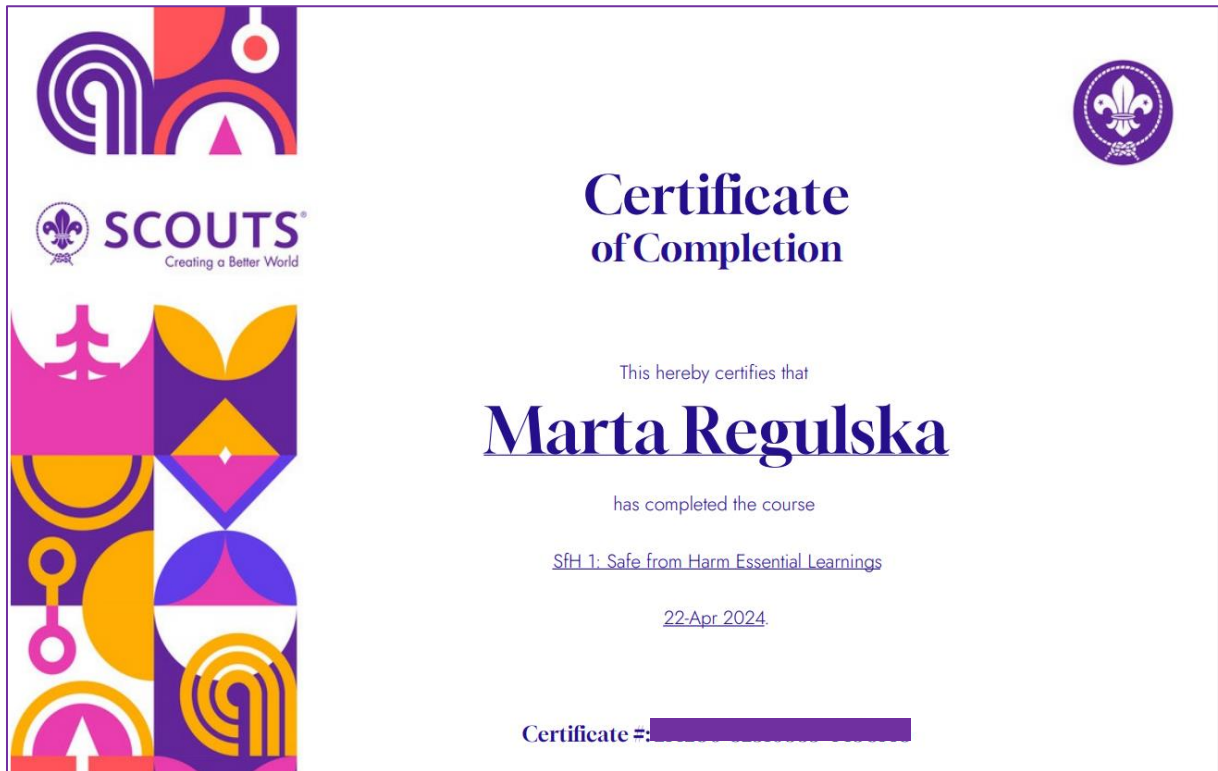 SCOUTS®
Creating a Better World
Certificate
of Completion
This hereby certifies that
Marta Regulska
has completed the course
SfH 1: Safe from Harm Essential Learnings
22-Apr 2024.
Certificate #: